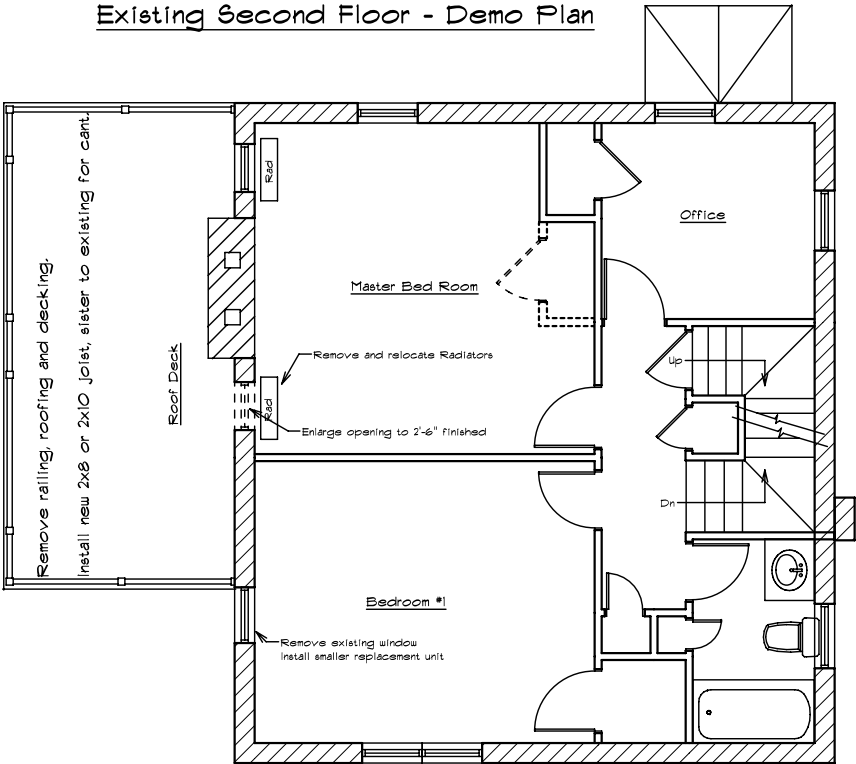 Existing Second Floor - Demo Plan
Rad
Office
Master Bed Room
Remove railing, roofing and decking.
Install new 2x8 or 2x10 joist, sister to existing for cant.
Roof Deck
Remove and relocate Radiators
Up
Rad
Enlarge opening to 2'-6" finished
Dn
Bedroom #1
Remove existing window
Install smaller replacement unit